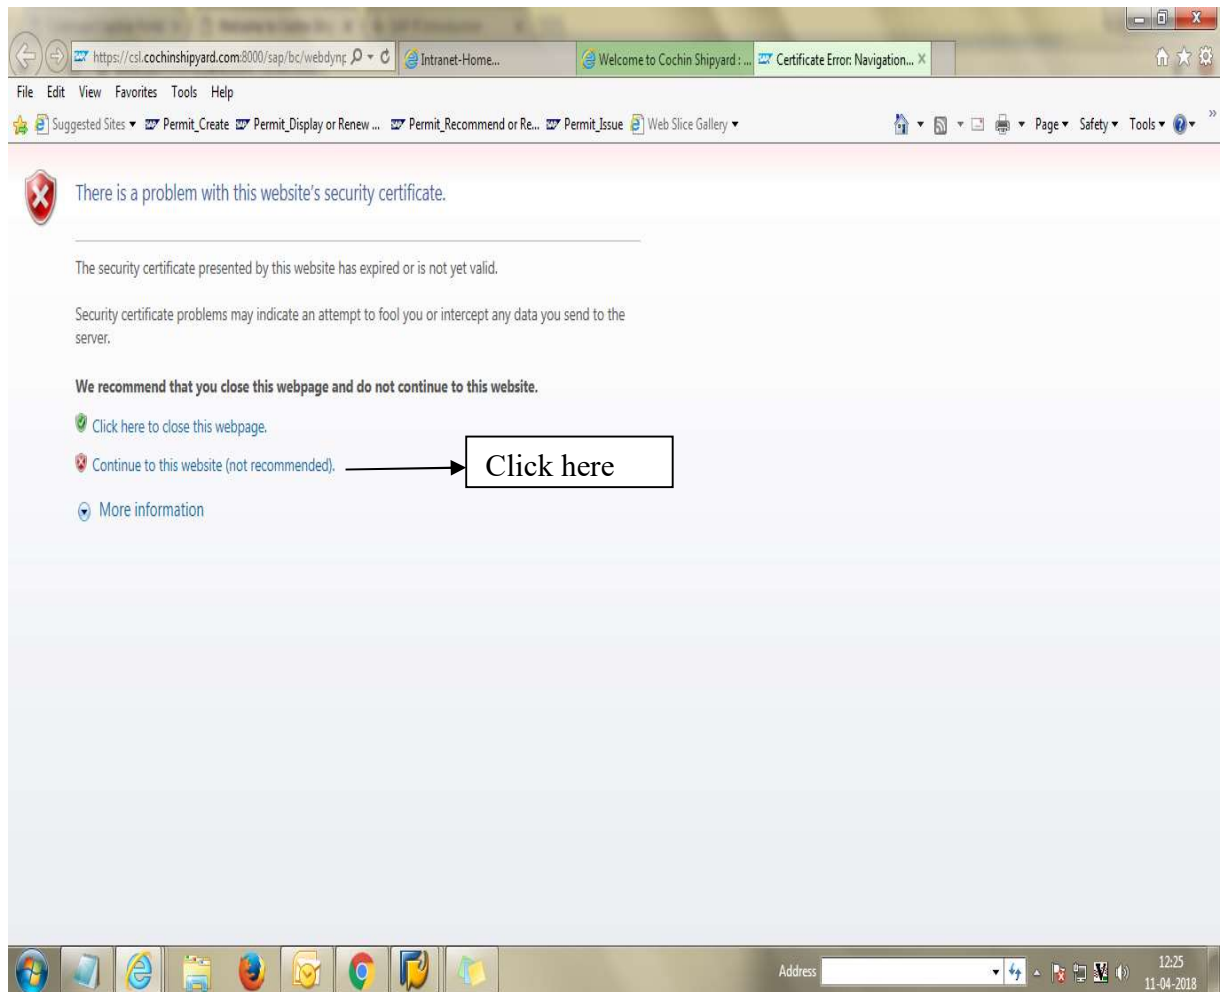 https://csl.cochinshipyard.com:8000/sap/bc/webdynp
Intranet-Home...
Welcome to Cochin Shipyard : ...
Certificate Error: Navigation...
File Edit View Favorites Tools Help
Suggested Sites Permit_Create Permit_Display or Renew ... Permit_Recommend or Re... Permit_Issue Web Slice Gallery Page Safety Tools
There is a problem with this website's security certificate.
The security certificate presented by this website has expired or is not yet valid.
Security certificate problems may indicate an attempt to fool you or intercept any data you send to the
server.
We recommend that you close this webpage and do not continue to this website.
Click here to close this webpage.
Continue to this website (not recommended).
Click here
More information
Address
12:25
11-04-2018